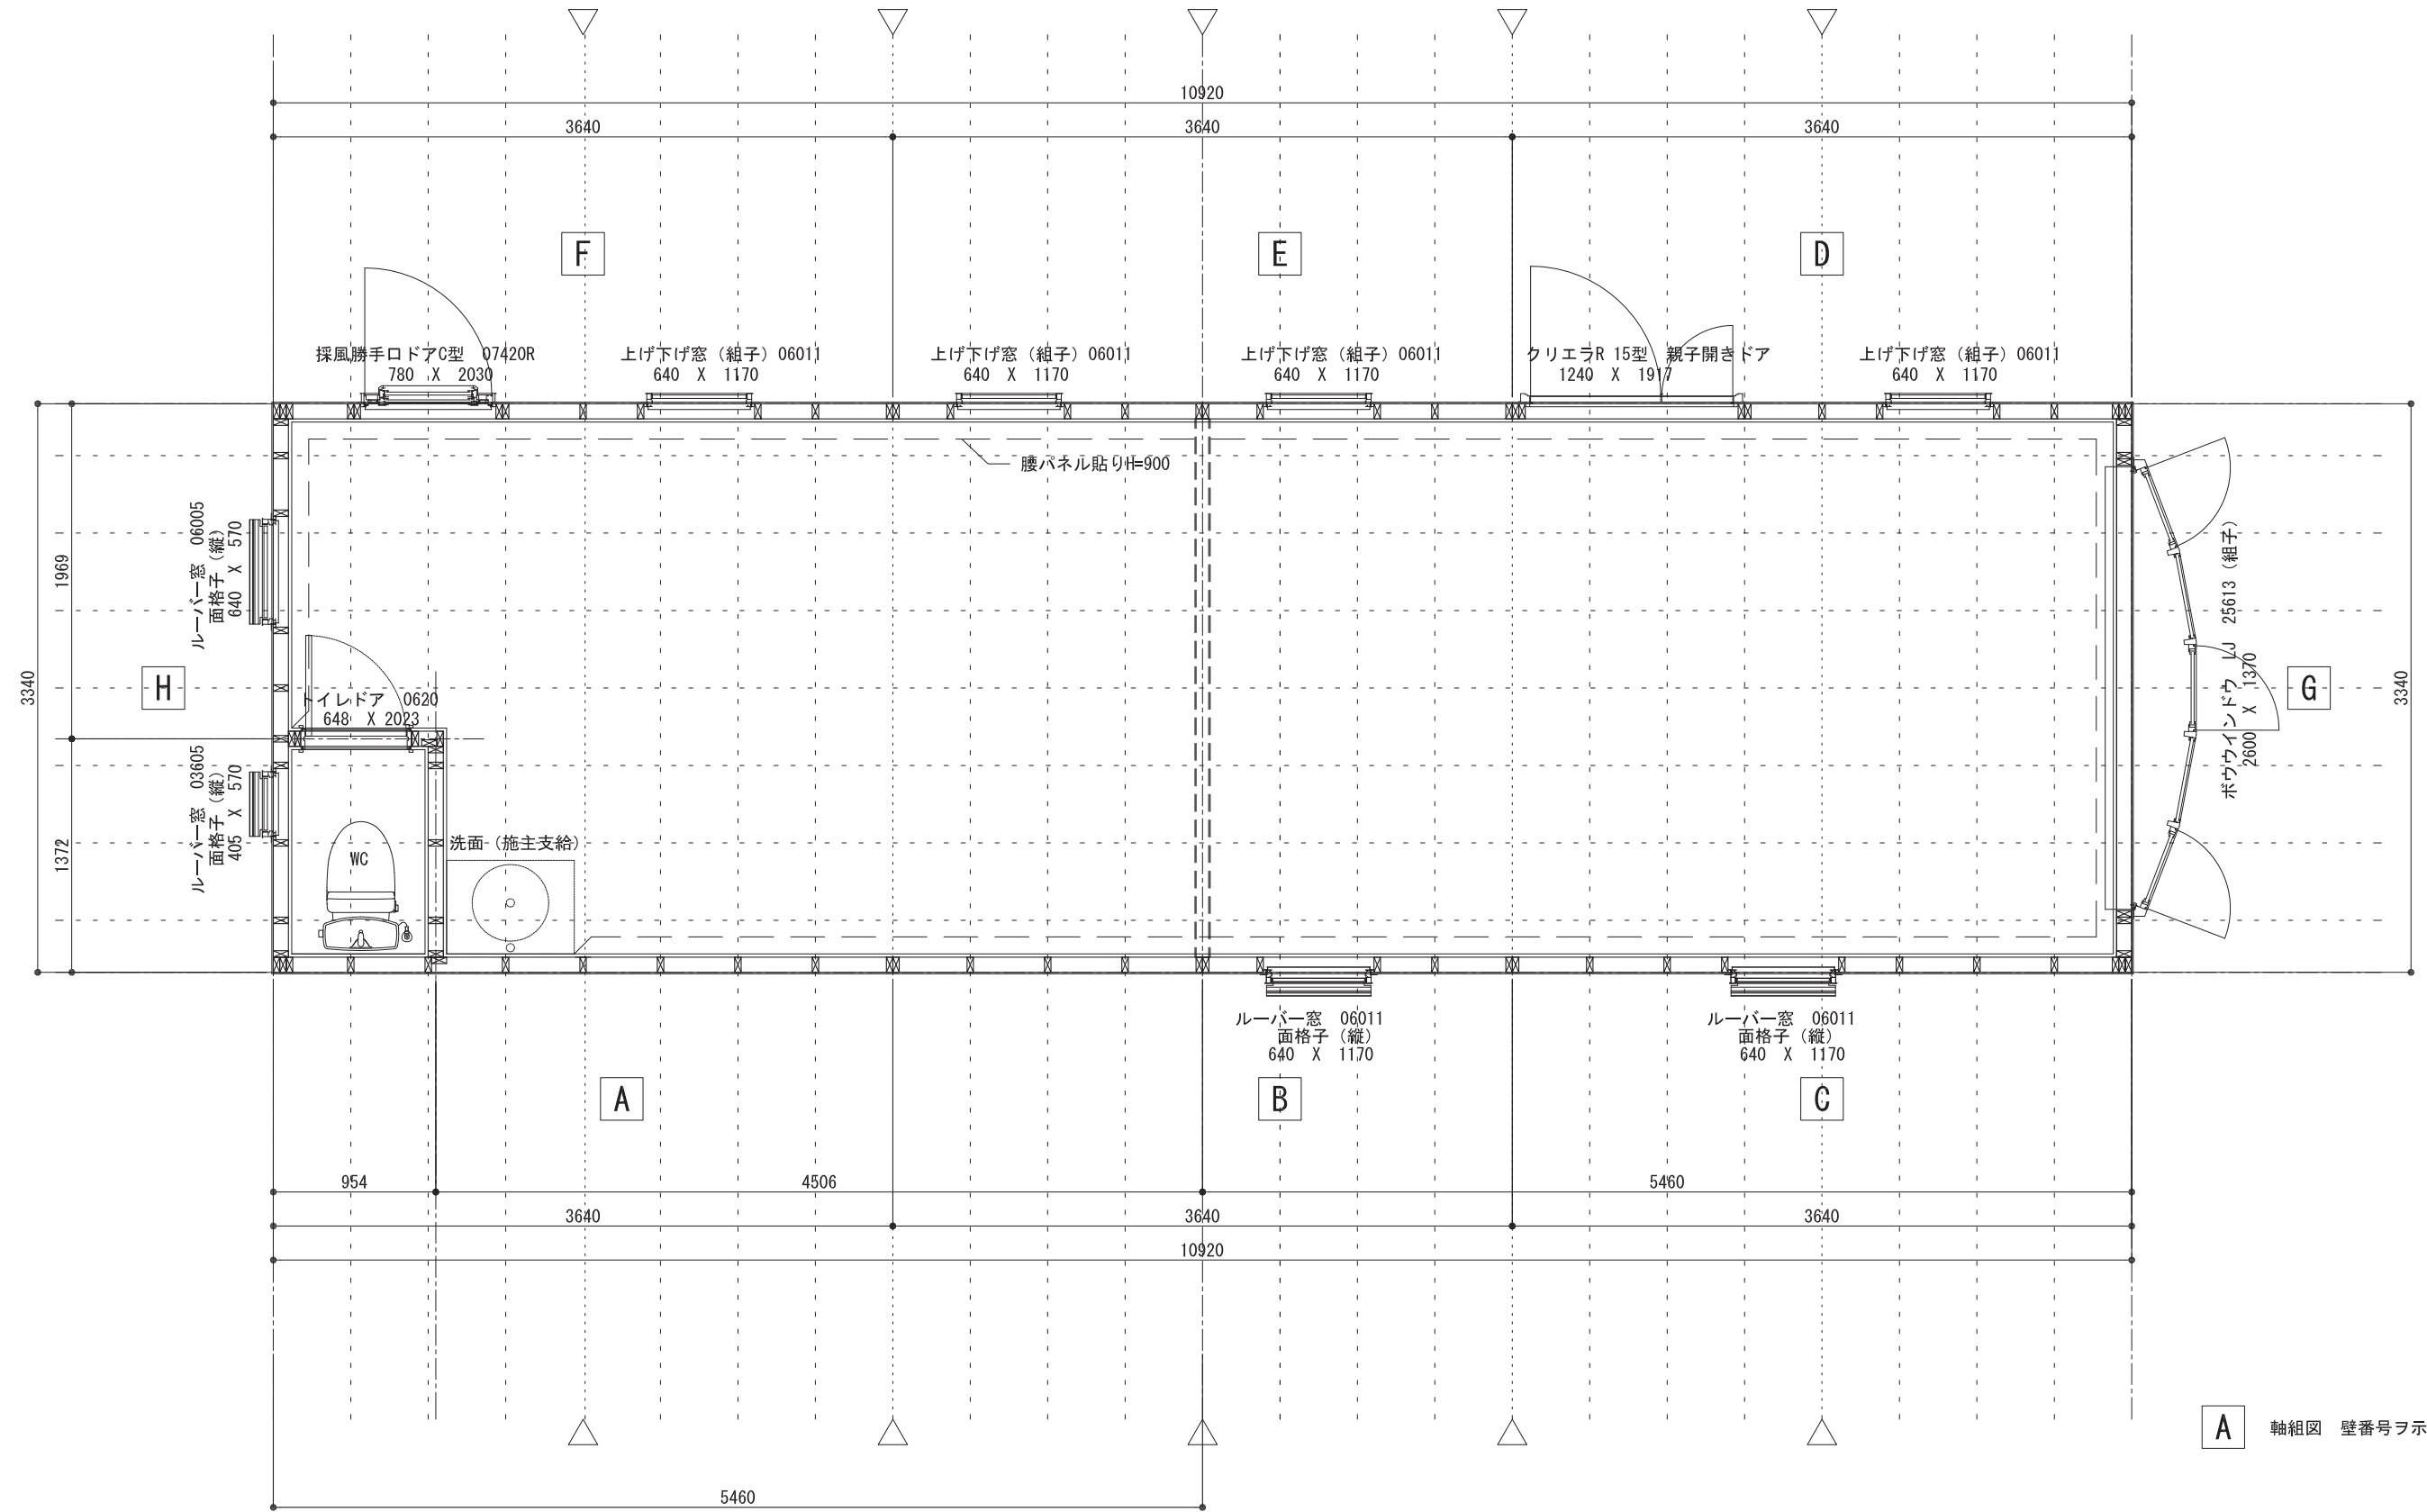 10920
3640 3640 3640
F E D
採風勝手口ドアC型 07420R
780 X 2030
上げ下げ窓（組子）06011
640 X 1170
上げ下げ窓（組子）06011
640 X 1170
上げ下げ窓（組子）06011
640 X 1170
クリエラR 15型 親子開きドア
1240 X 1917
上げ下げ窓（組子）06011
640 X 1170
腰パネル貼りH=900
3340
1969
1372
H
ルーバー窓 06005
面格子（縦）
640 X 570
ルーバー窓 03605
面格子（縦）
405 X 570
トイレドア 0620
648 X 2023
WC
洗面（施主支給）
ボウウインドウ LJ 25613（組子）
2600 X 1370
G
3340
ルーバー窓 06011
面格子（縦）
640 X 1170
ルーバー窓 06011
面格子（縦）
640 X 1170
A B C
954 4506 5460
3640 3640 3640
10920
A 軸組図 壁番号ヲ示
5460